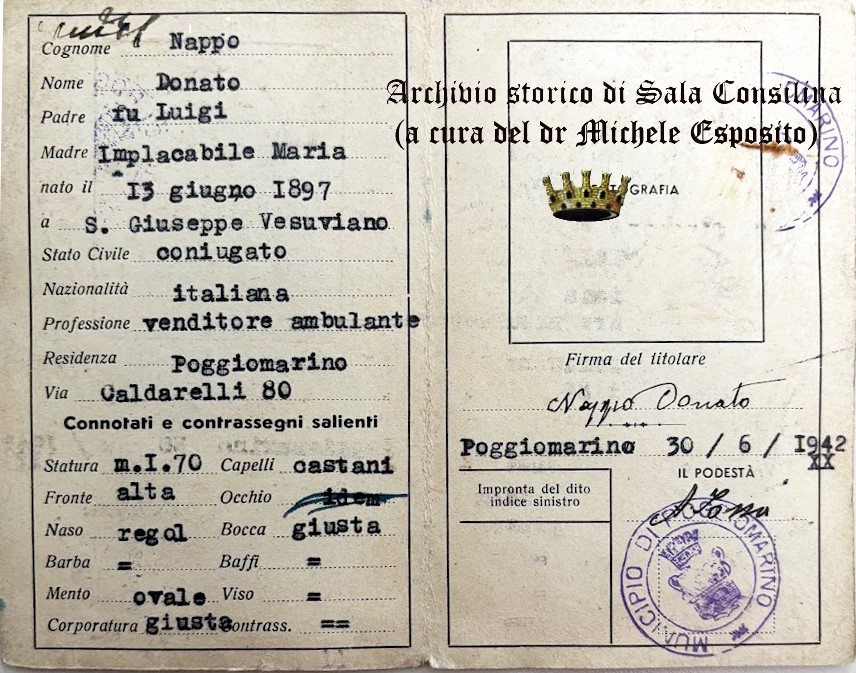 Cognome Nappo
Nome Donato
Padre fu Luigi
Madre Implacabile Maria
nato il 13 giugno 1897
a S. Giuseppe Vesuviano
Stato Civile coniugato
Nazionalità italiana
Professione venditore ambulante
Residenza Poggiomarino
Via Caldarelli 80
Connotati e contrassegni salienti
Statura m.I.70 Capelli castani
Fronte alta Occhio idem
Naso regol Bocca giusta
Barba = Baffi =
Mento ovale Viso =
Corporatura giusta Contrass. ==
Archivio storico di Sala Consilina
(a cura del dr Michele Esposito)
GRAFIA
Firma del titolare
Nappo Donato
Poggiomarino 30 / 6 / 1942
XX
IL PODESTÀ
Impronta del dito
indice sinistro
MUNICIPIO DI POGGIOMARINO
MARINO